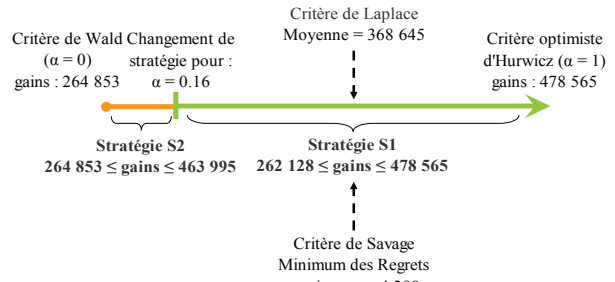 Critère de Laplace
Moyenne = 368 645
Critère de Wald
(α = 0)
gains : 264 853
Changement de
stratégie pour :
α = 0.16
Critère optimiste
d'Hurwicz (α = 1)
gains : 478 565
Stratégie S2
264 853 ≤ gains ≤ 463 995
Stratégie S1
262 128 ≤ gains ≤ 478 565
Critère de Savage
Minimum des Regrets